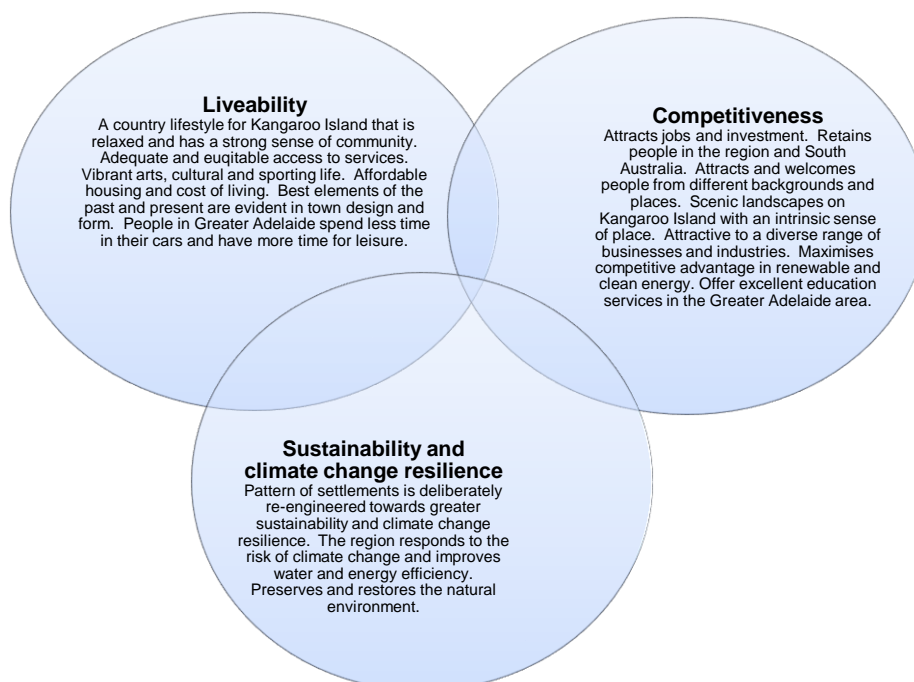 Liveability
A country lifestyle for Kangaroo Island that is
relaxed and has a strong sense of community.
Adequate and euqitable access to services.
Vibrant arts, cultural and sporting life.  Affordable
housing and cost of living.  Best elements of the
past and present are evident in town design and
form.  People in Greater Adelaide spend less time
in their cars and have more time for leisure.
Competitiveness
Attracts jobs and investment.  Retains
people in the region and South
Australia.  Attracts and welcomes
people from different backgrounds and
places.  Scenic landscapes on
Kangaroo Island with an intrinsic sense
of place.  Attractive to a diverse range of
businesses and industries.  Maximises
competitive advantage in renewable and
clean energy. Offer excellent education
services in the Greater Adelaide area.
Sustainability and
climate change resilience
Pattern of settlements is deliberately
re-engineered towards greater
sustainability and climate change
resilience.  The region responds to the
risk of climate change and improves
water and energy efficiency.
Preserves and restores the natural
environment.